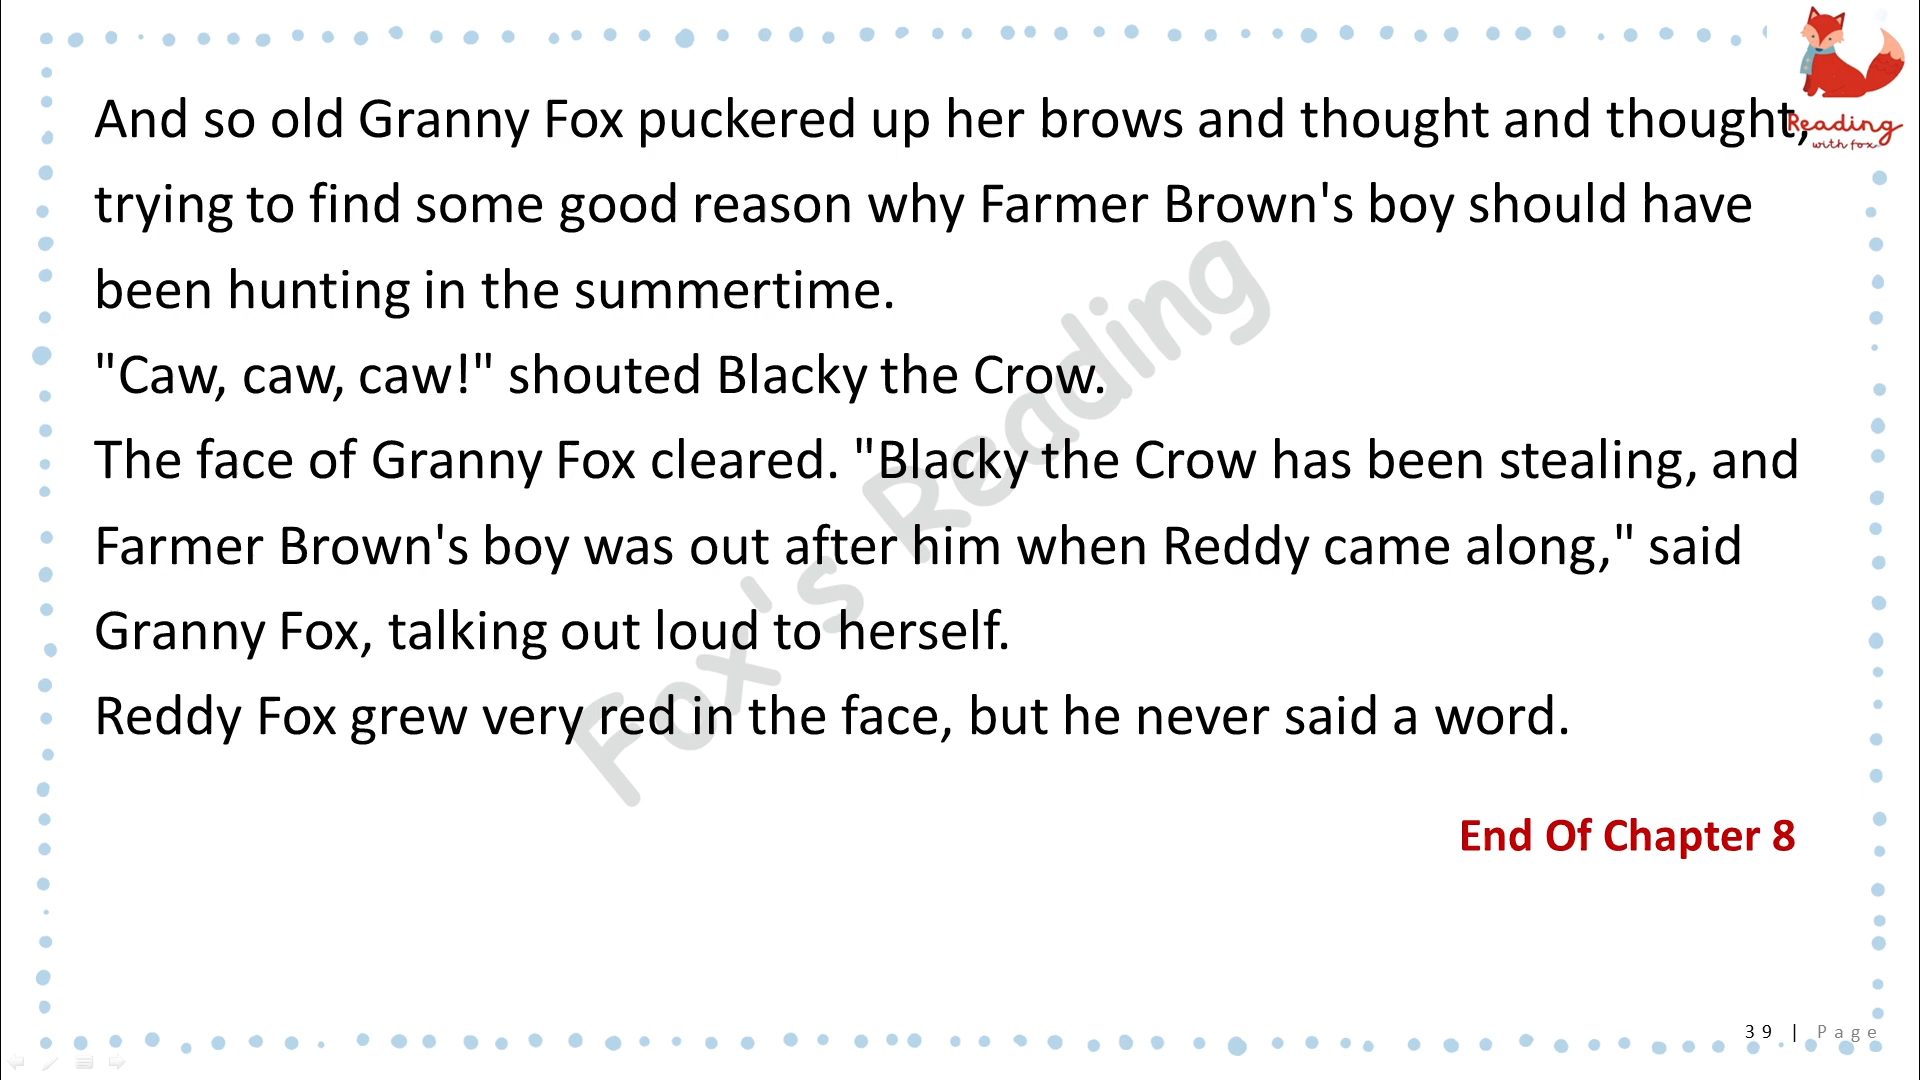 And so old Granny Fox puckered up her brows and thought and thought,
trying to find some good reason why Farmer Brown's boy should have
been hunting in the summertime.
"Caw, caw, caw!" shouted Blacky the Crow.
The face of Granny Fox cleared. "Blacky the Crow has been stealing, and
Farmer Brown's boy was out after him when Reddy came along," said
Granny Fox, talking out loud to herself.
Reddy Fox grew very red in the face, but he never said a word.
End Of Chapter 8
Reading
with fox
Fox's Reading
39 | Page